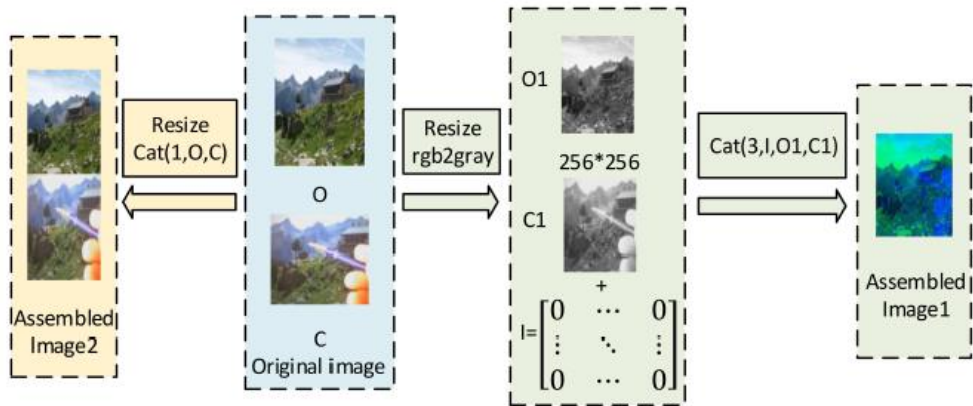 Assembled
Image2
Resize
Cat(1,O,C)
O
C
Original image
Resize
rgb2gray
O1
256*256
C1
+
I=
0 ⋯ 0
⋮ ⋱ ⋮
0 ⋯ 0
Cat(3,I,O1,C1)
Assembled
Image1